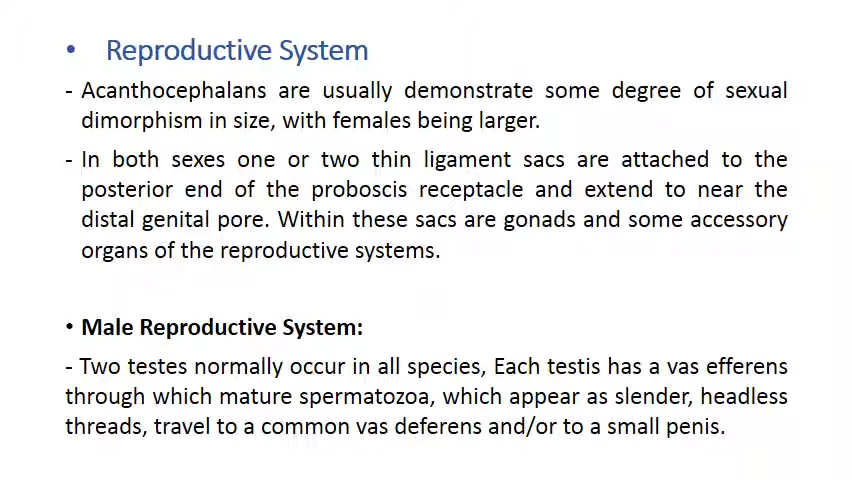 • Reproductive System
- Acanthocephalans are usually demonstrate some degree of sexual
dimorphism in size, with females being larger.
- In both sexes one or two thin ligament sacs are attached to the
posterior end of the proboscis receptacle and extend to near the
distal genital pore. Within these sacs are gonads and some accessory
organs of the reproductive systems.
• Male Reproductive System:
- Two testes normally occur in all species, Each testis has a vas efferens
through which mature spermatozoa, which appear as slender, headless
threads, travel to a common vas deferens and/or to a small penis.